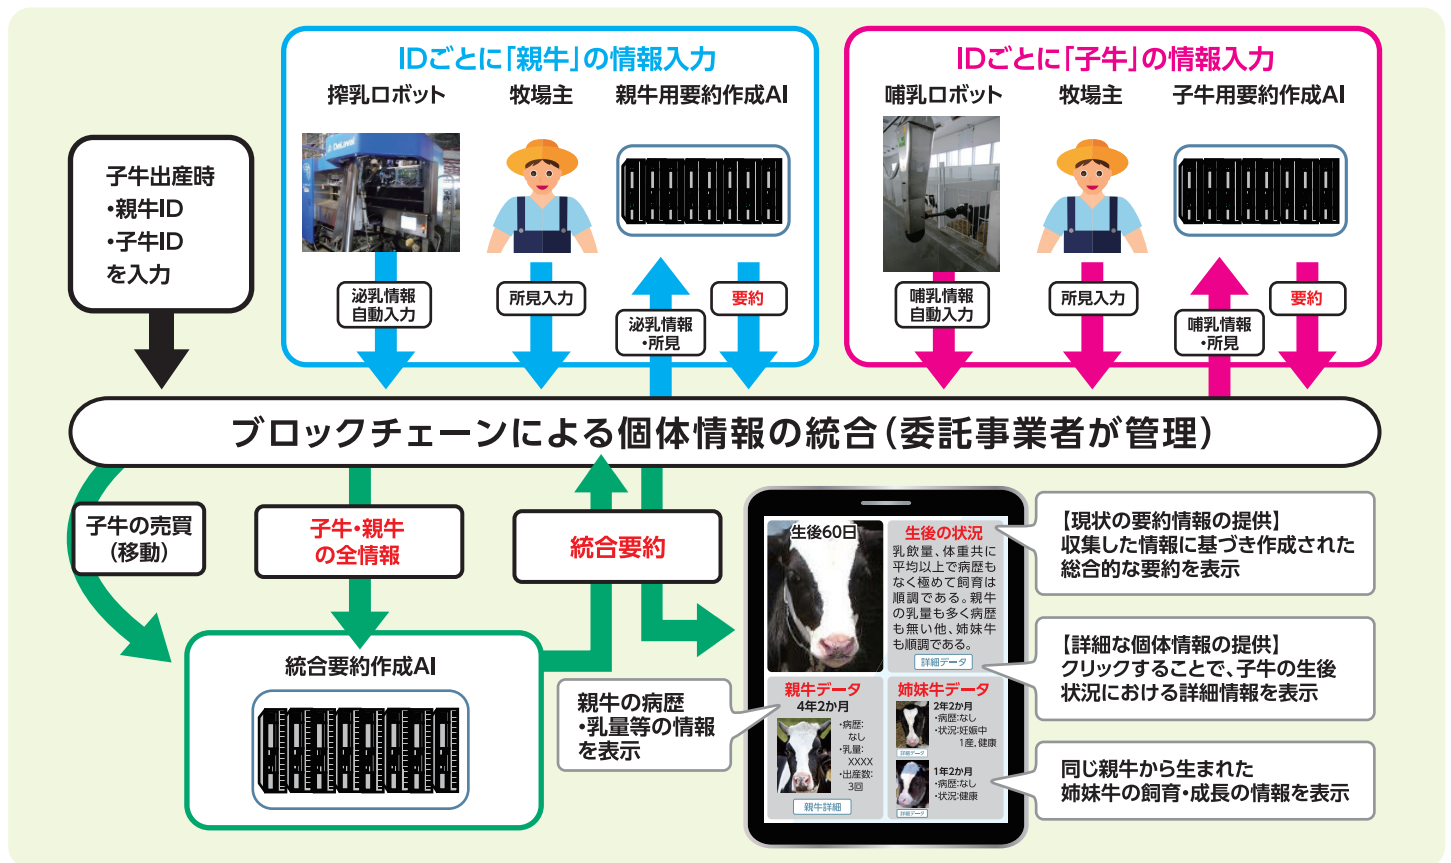 IDごとに「親牛」の情報入力
搾乳ロボット
牧場主
親牛用要約作成AI
DeLaval
泌乳情報
自動入力
所見入力
泌乳情報
・所見
要約
IDごとに「子牛」の情報入力
哺乳ロボット
牧場主
子牛用要約作成AI
哺乳情報
自動入力
所見入力
哺乳情報
・所見
要約
子牛出産時
・親牛ID
・子牛ID
を入力
ブロックチェーンによる個体情報の統合(委託事業者が管理)
子牛の売買
(移動)
子牛・親牛
の全情報
統合要約
統合要約作成AI
生後60日
生後の状況
乳飲量、体重共に
平均以上で病歴も
なく極めて飼育は
順調である。親牛
の乳量も多く病歴
も無い他、姉妹牛
も順調である。
詳細データ
親牛データ
4年2か月
・病歴:
なし
・乳量:
XXXX
・出産数:
3回
親牛詳細
姉妹牛データ
2年2か月
・病歴:なし
・状況:妊娠中
1産,健康
詳細データ
1年2か月
・病歴:なし
・状況:健康
詳細データ
親牛の病歴
・乳量等の情報
を表示
【現状の要約情報の提供】
収集した情報に基づき作成された
総合的な要約を表示
【詳細な個体情報の提供】
クリックすることで、子牛の生後
状況における詳細情報を表示
同じ親牛から生まれた
姉妹牛の飼育・成長の情報を表示